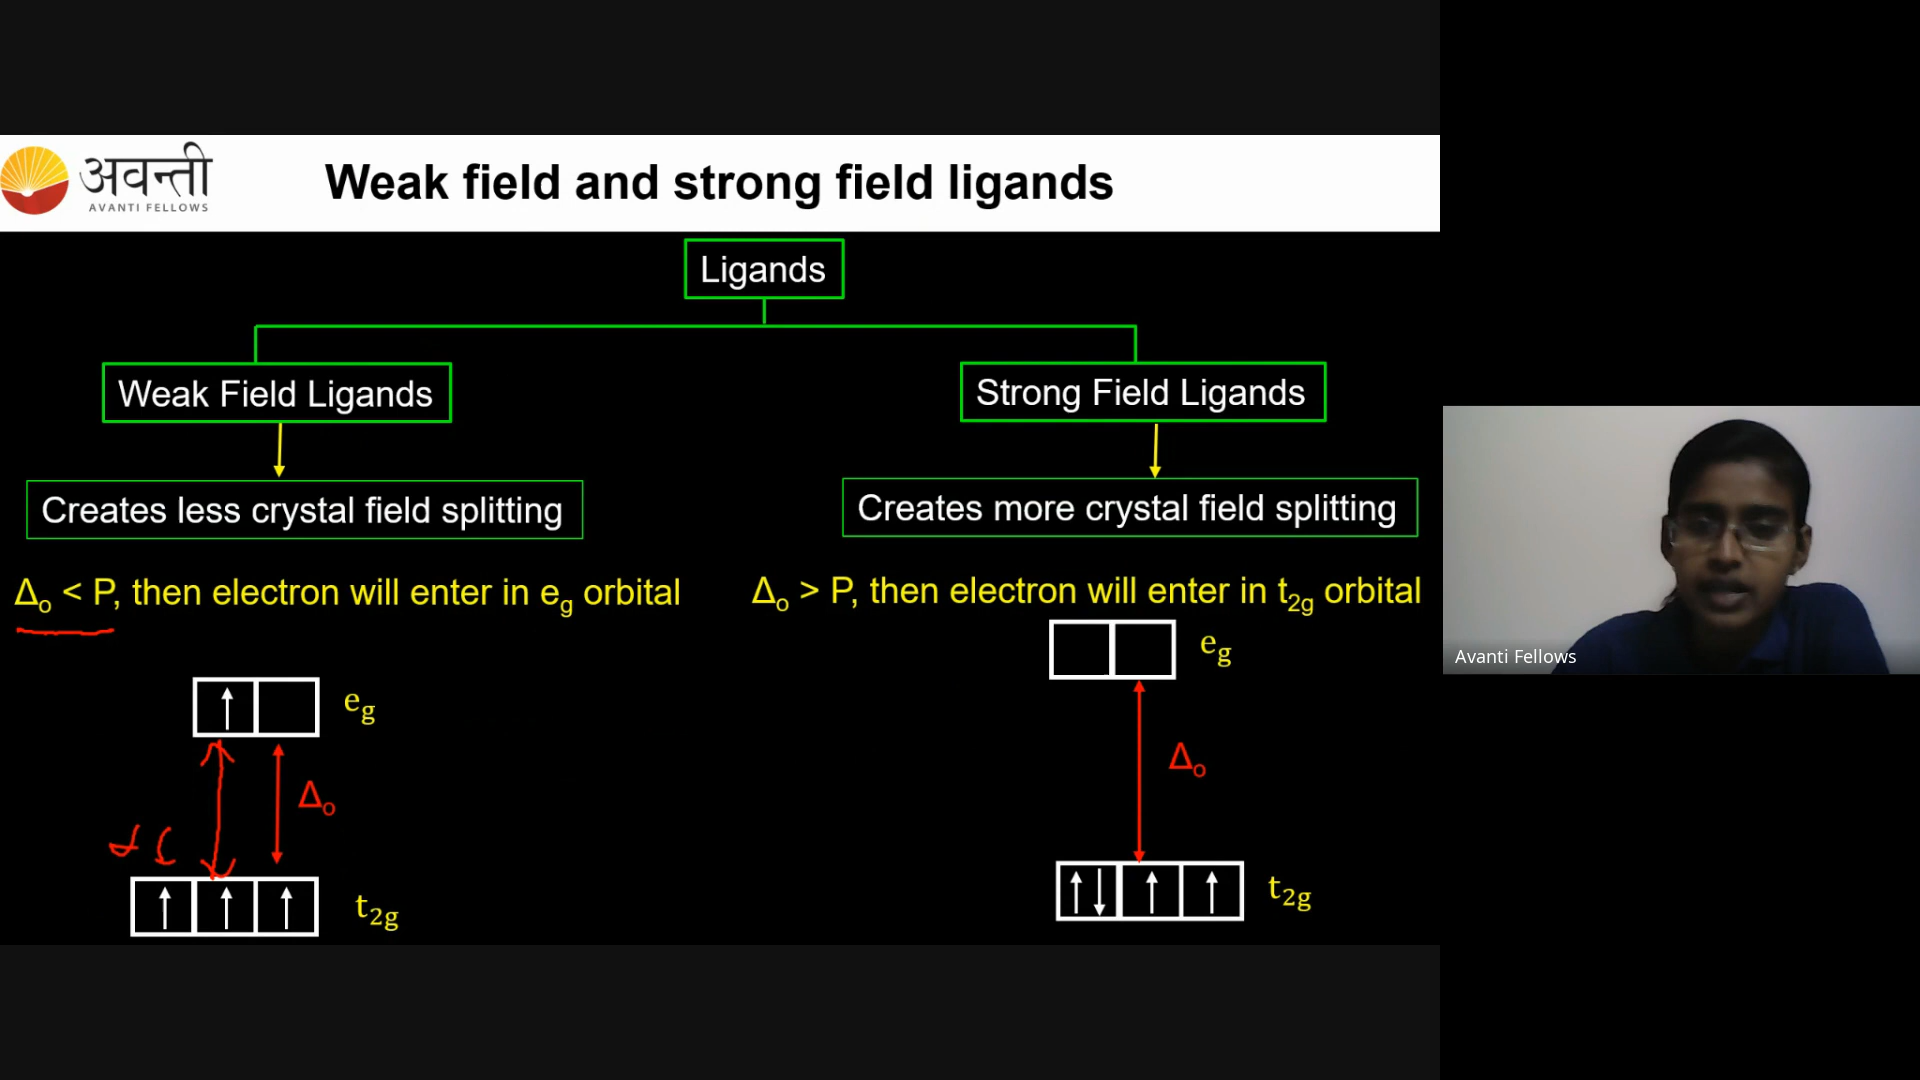 अवन्ती
AVANTI FELLOWS
Weak field and strong field ligands
Ligands
Weak Field Ligands
Strong Field Ligands
Creates less crystal field splitting
Creates more crystal field splitting
Δo < P, then electron will enter in eg orbital
Δo > P, then electron will enter in t2g orbital
eg
eg
Δo
Δo
t2g
t2g
Avanti Fellows